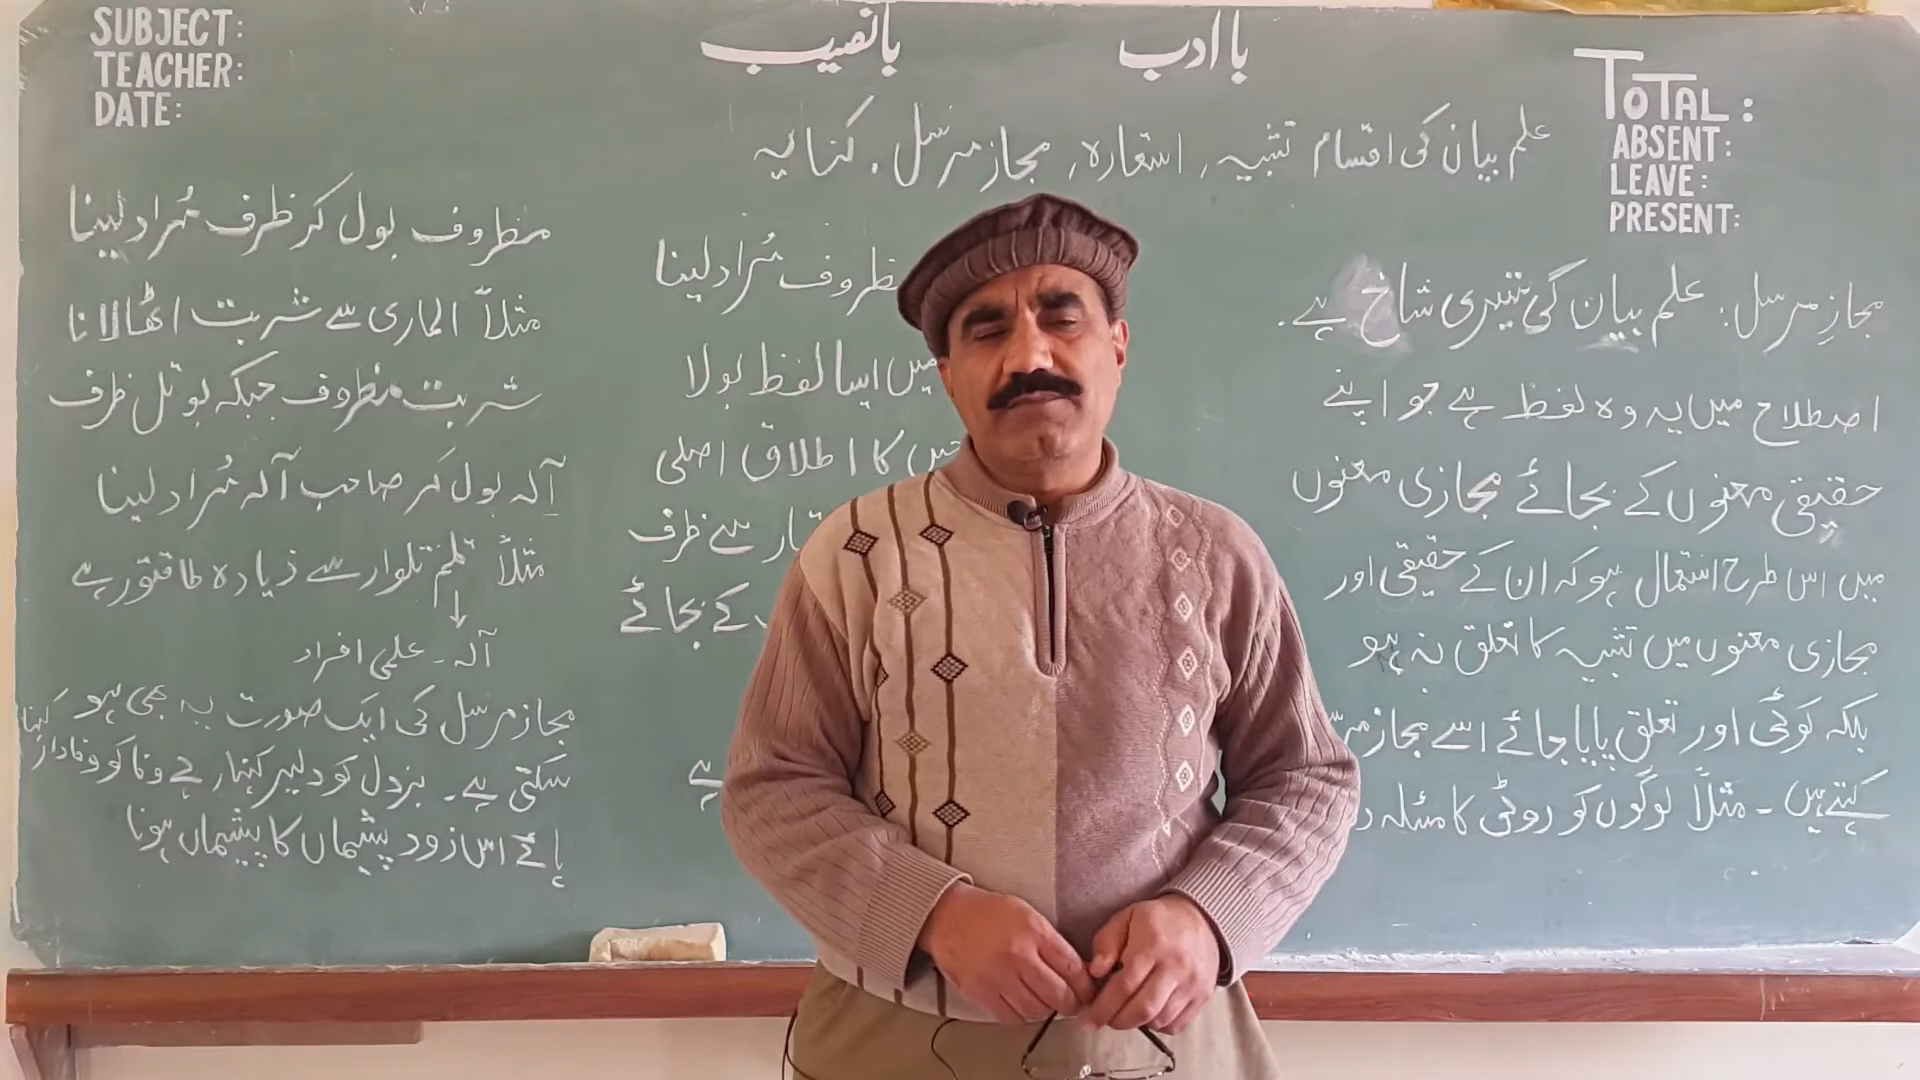 SUBJECT:
TEACHER:
DATE:
باادب بانصیب
TOTAL:
ABSENT:
LEAVE:
PRESENT:
علم بیان کی اقسام تشبیہ، استعارہ، مجاز مرسل، کنایہ
مجازِ مرسل: علم بیان کی تیسری شاخ ہے۔
اصطلاح میں یہ وہ لفظ ہے جو اپنے
حقیقی معنوں کے بجائے مجازی معنوں
میں اس طرح استعمال ہو کہ ان کے حقیقی اور
مجازی معنوں میں تشبیہ کا تعلق نہ ہو
بلکہ کوئی اور تعلق پایا جائے اسے مجاز
کہتے ہیں ۔ مثلاً لوگوں کو روٹی کا مسئلہ
مُراد لینا
میں ایسا لفظ بولا
کا اطلاق اصلی
سے ظرف
کے بجائے
ہے
مظروف بول کر ظرف مُراد لینا
مثلاً الماری سے شربت اٹھا لانا
شربت مظروف جبکہ بوتل ظرف
آلہ بول کر صاحب آلہ مُراد لینا
مثلاً قلم تلوار سے زیادہ طاقتور ہے
آلہ ۔ علمی افراد
مجاز مرسل کی ایک صورت یہ بھی ہو
سکتی ہے۔ بزدل کو دلیر کہنا، بے وفا کو وفادار کہنا
ہائے اس زود پشیماں کا پشیماں ہونا